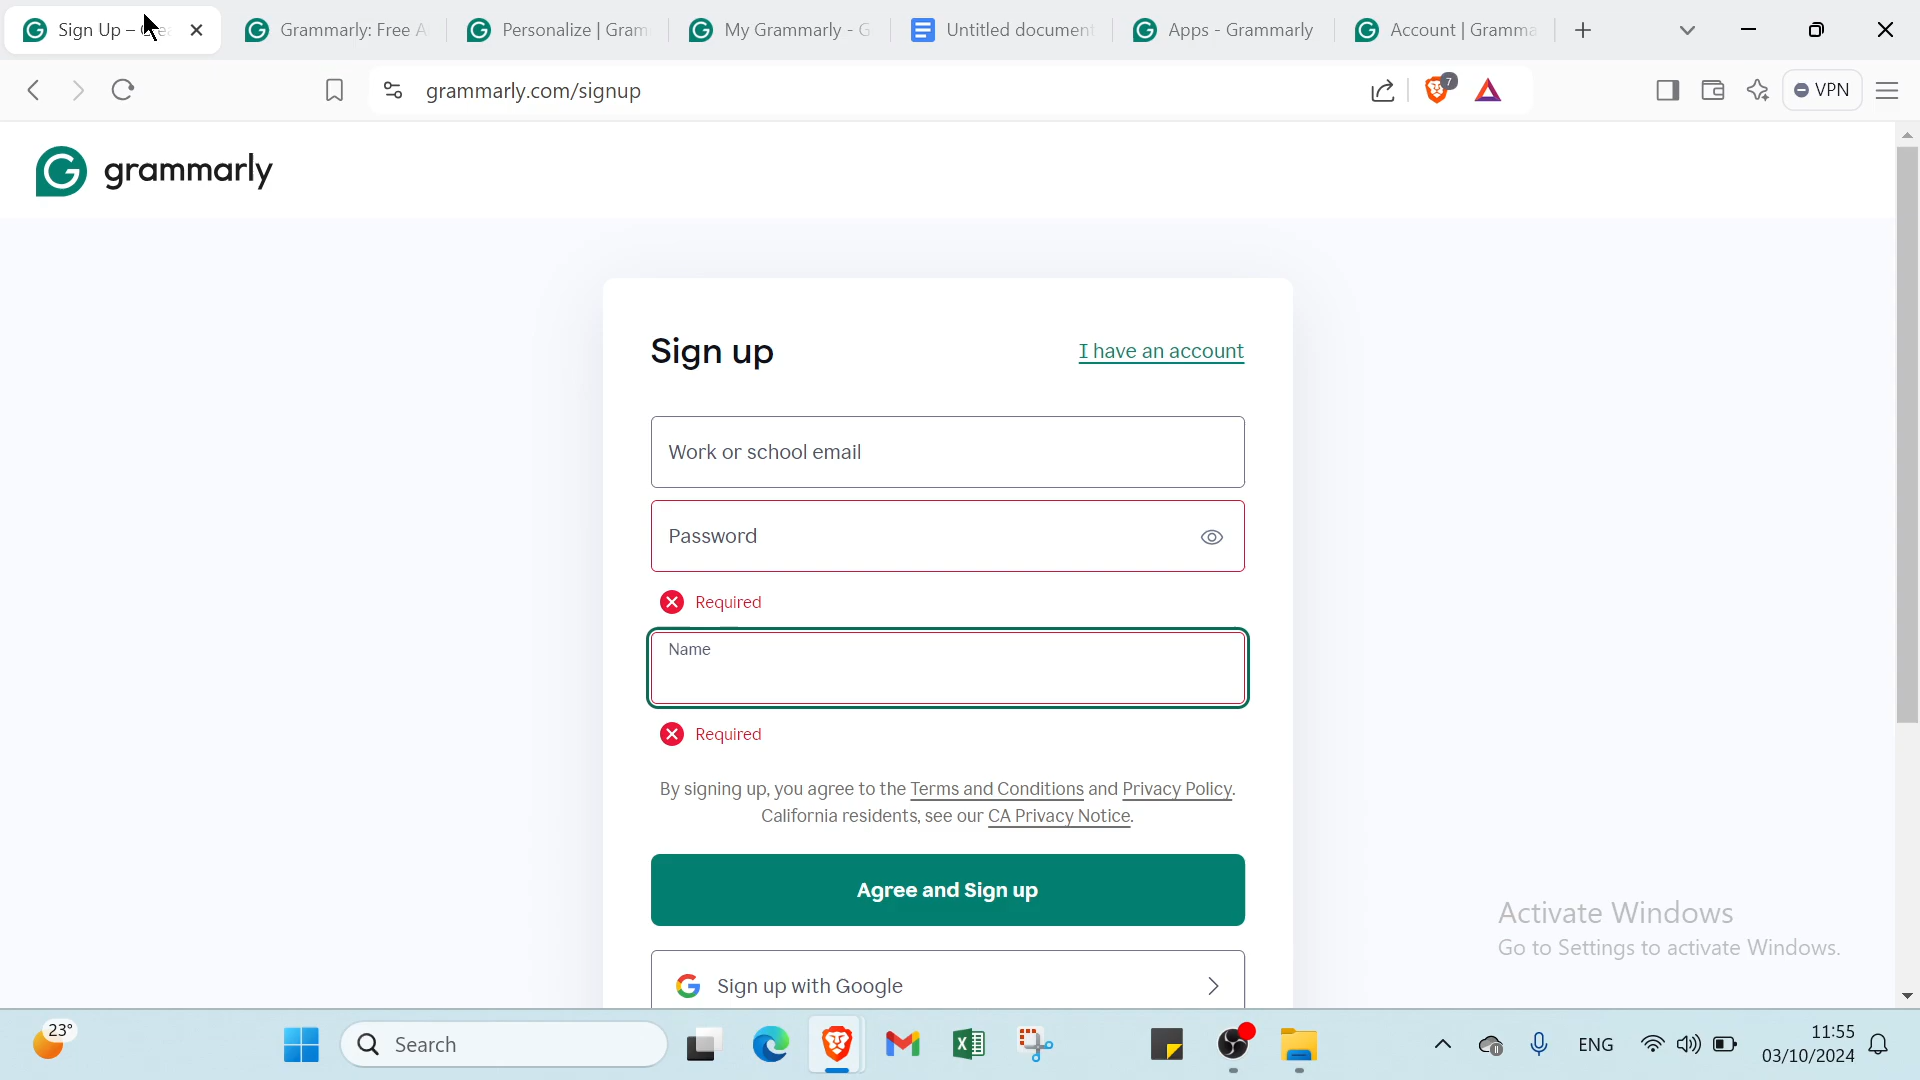 Sign Up –
Grammarly: Free A
Personalize | Gram
My Grammarly - G
Untitled document
Apps - Grammarly
Account | Gramma
grammarly.com/signup
7
VPN
grammarly
Sign up
I have an account
Work or school email
Password
Required
Name
Required
By signing up, you agree to the Terms and Conditions and Privacy Policy.
California residents, see our CA Privacy Notice.
Agree and Sign up
Sign up with Google
Activate Windows
Go to Settings to activate Windows.
23°
Search
ENG
11:55
03/10/2024